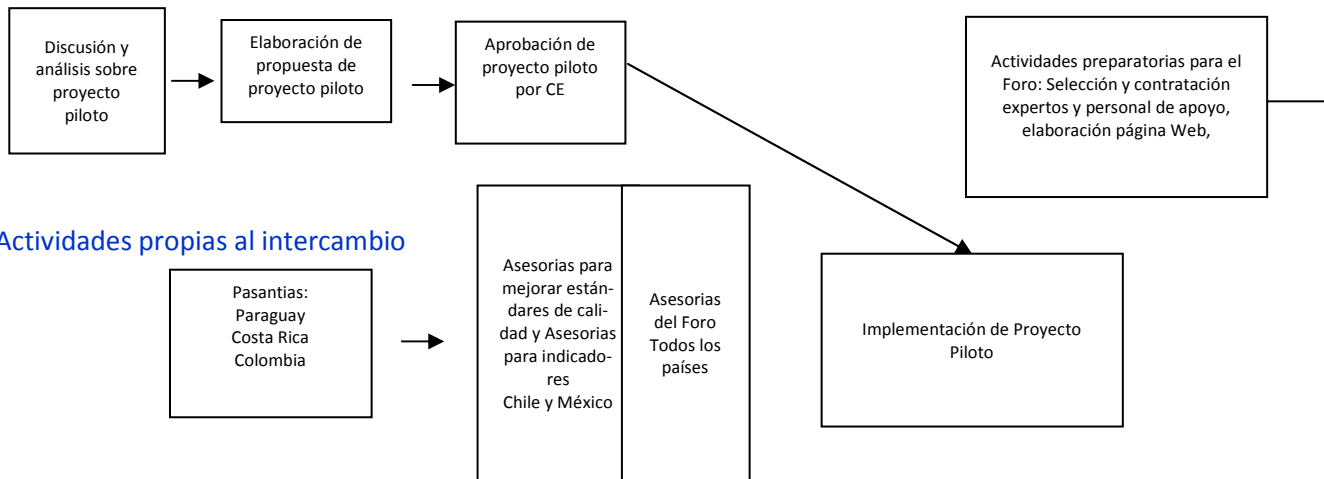 Discusión y
análisis sobre
proyecto
piloto
Elaboración de
propuesta de
proyecto piloto
Aprobación de
proyecto piloto
por CE
Actividades preparatorias para el
Foro: Selección y contratación
expertos y personal de apoyo,
elaboración página Web,
Actividades propias al intercambio
Pasantias:
Paraguay
Costa Rica
Colombia
Asesorias para
mejorar están-
dares de cali-
dad y Asesorias
para indicado-
res
Chile y México
Asesorias
del Foro
Todos los
países
Implementación de Proyecto
Piloto